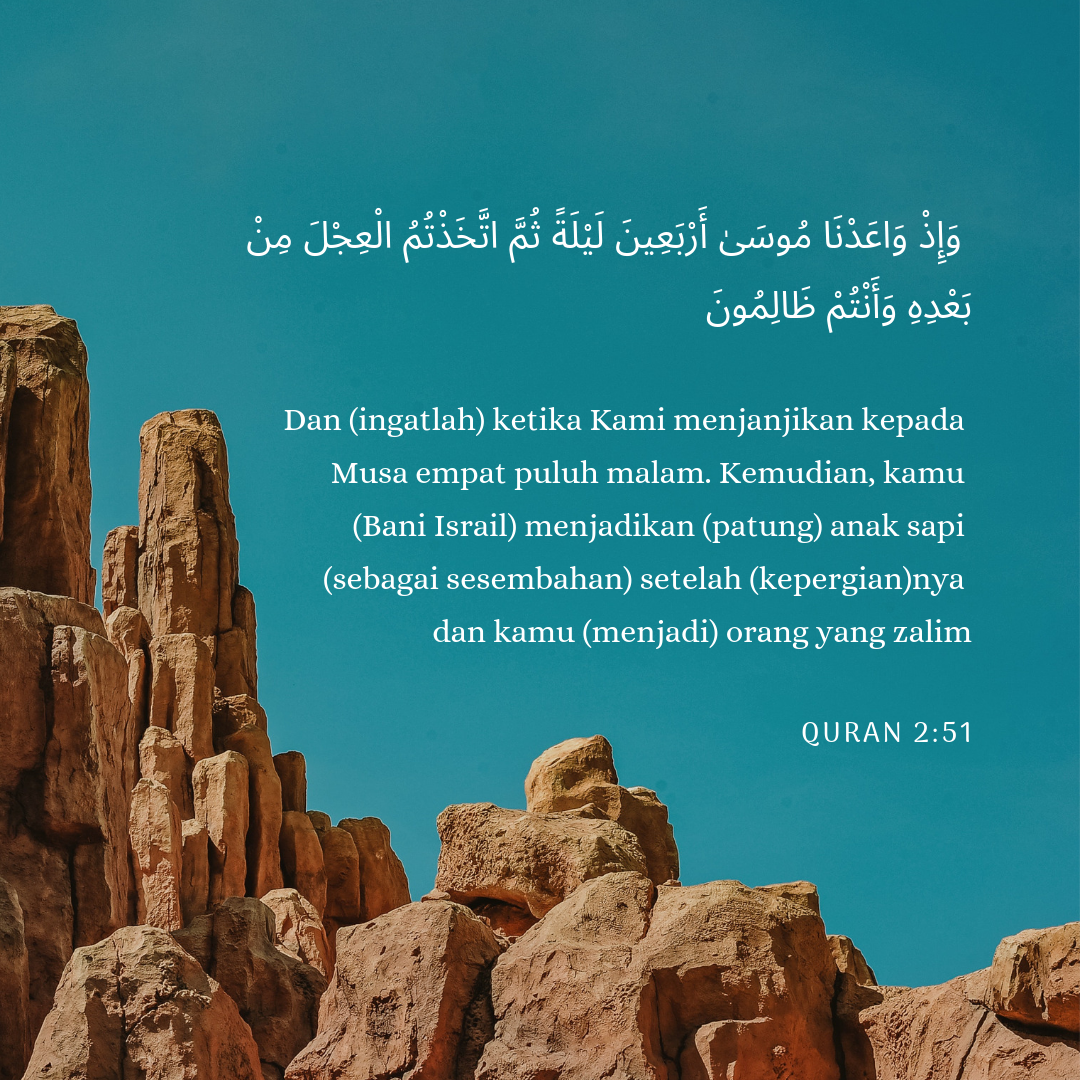 وَإِذْ وَاعَدْنَا مُوسَىٰ أَرْبَعِينَ لَيْلَةً ثُمَّ اتَّخَذْتُمُ الْعِجْلَ مِنْ
بَعْدِهِ وَأَنْتُمْ ظَالِمُونَ
Dan (ingatlah) ketika Kami menjanjikan kepada
Musa empat puluh malam. Kemudian, kamu
(Bani Israil) menjadikan (patung) anak sapi
(sebagai sesembahan) setelah (kepergian)nya
dan kamu (menjadi) orang yang zalim
QURAN 2:51